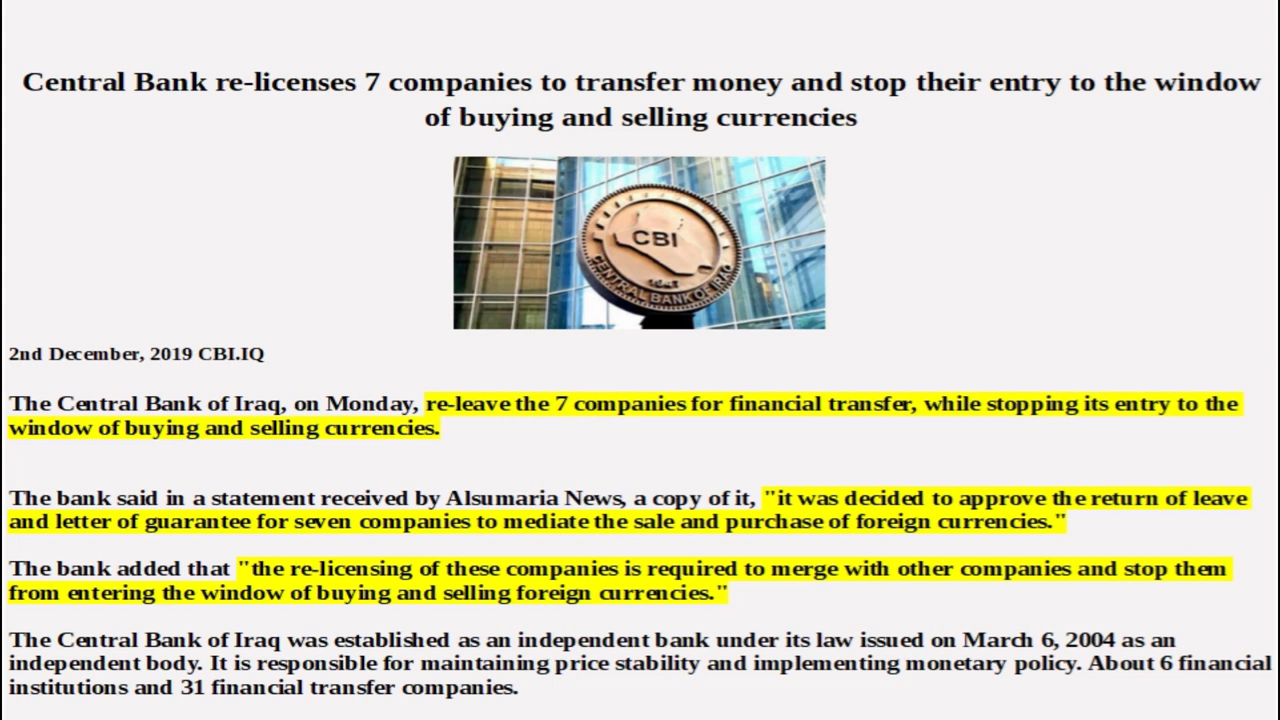 Central Bank re-licenses 7 companies to transfer money and stop their entry to the window
of buying and selling currencies
CBI
CENTRAL BANK OF IRAQ
2nd December, 2019 CBI.IQ
The Central Bank of Iraq, on Monday, re-leave the 7 companies for financial transfer, while stopping its entry to the
window of buying and selling currencies.
The bank said in a statement received by Alsumaria News, a copy of it, "it was decided to approve the return of leave
and letter of guarantee for seven companies to mediate the sale and purchase of foreign currencies."
The bank added that "the re-licensing of these companies is required to merge with other companies and stop them
from entering the window of buying and selling foreign currencies."
The Central Bank of Iraq was established as an independent bank under its law issued on March 6, 2004 as an
independent body. It is responsible for maintaining price stability and implementing monetary policy. About 6 financial
institutions and 31 financial transfer companies.